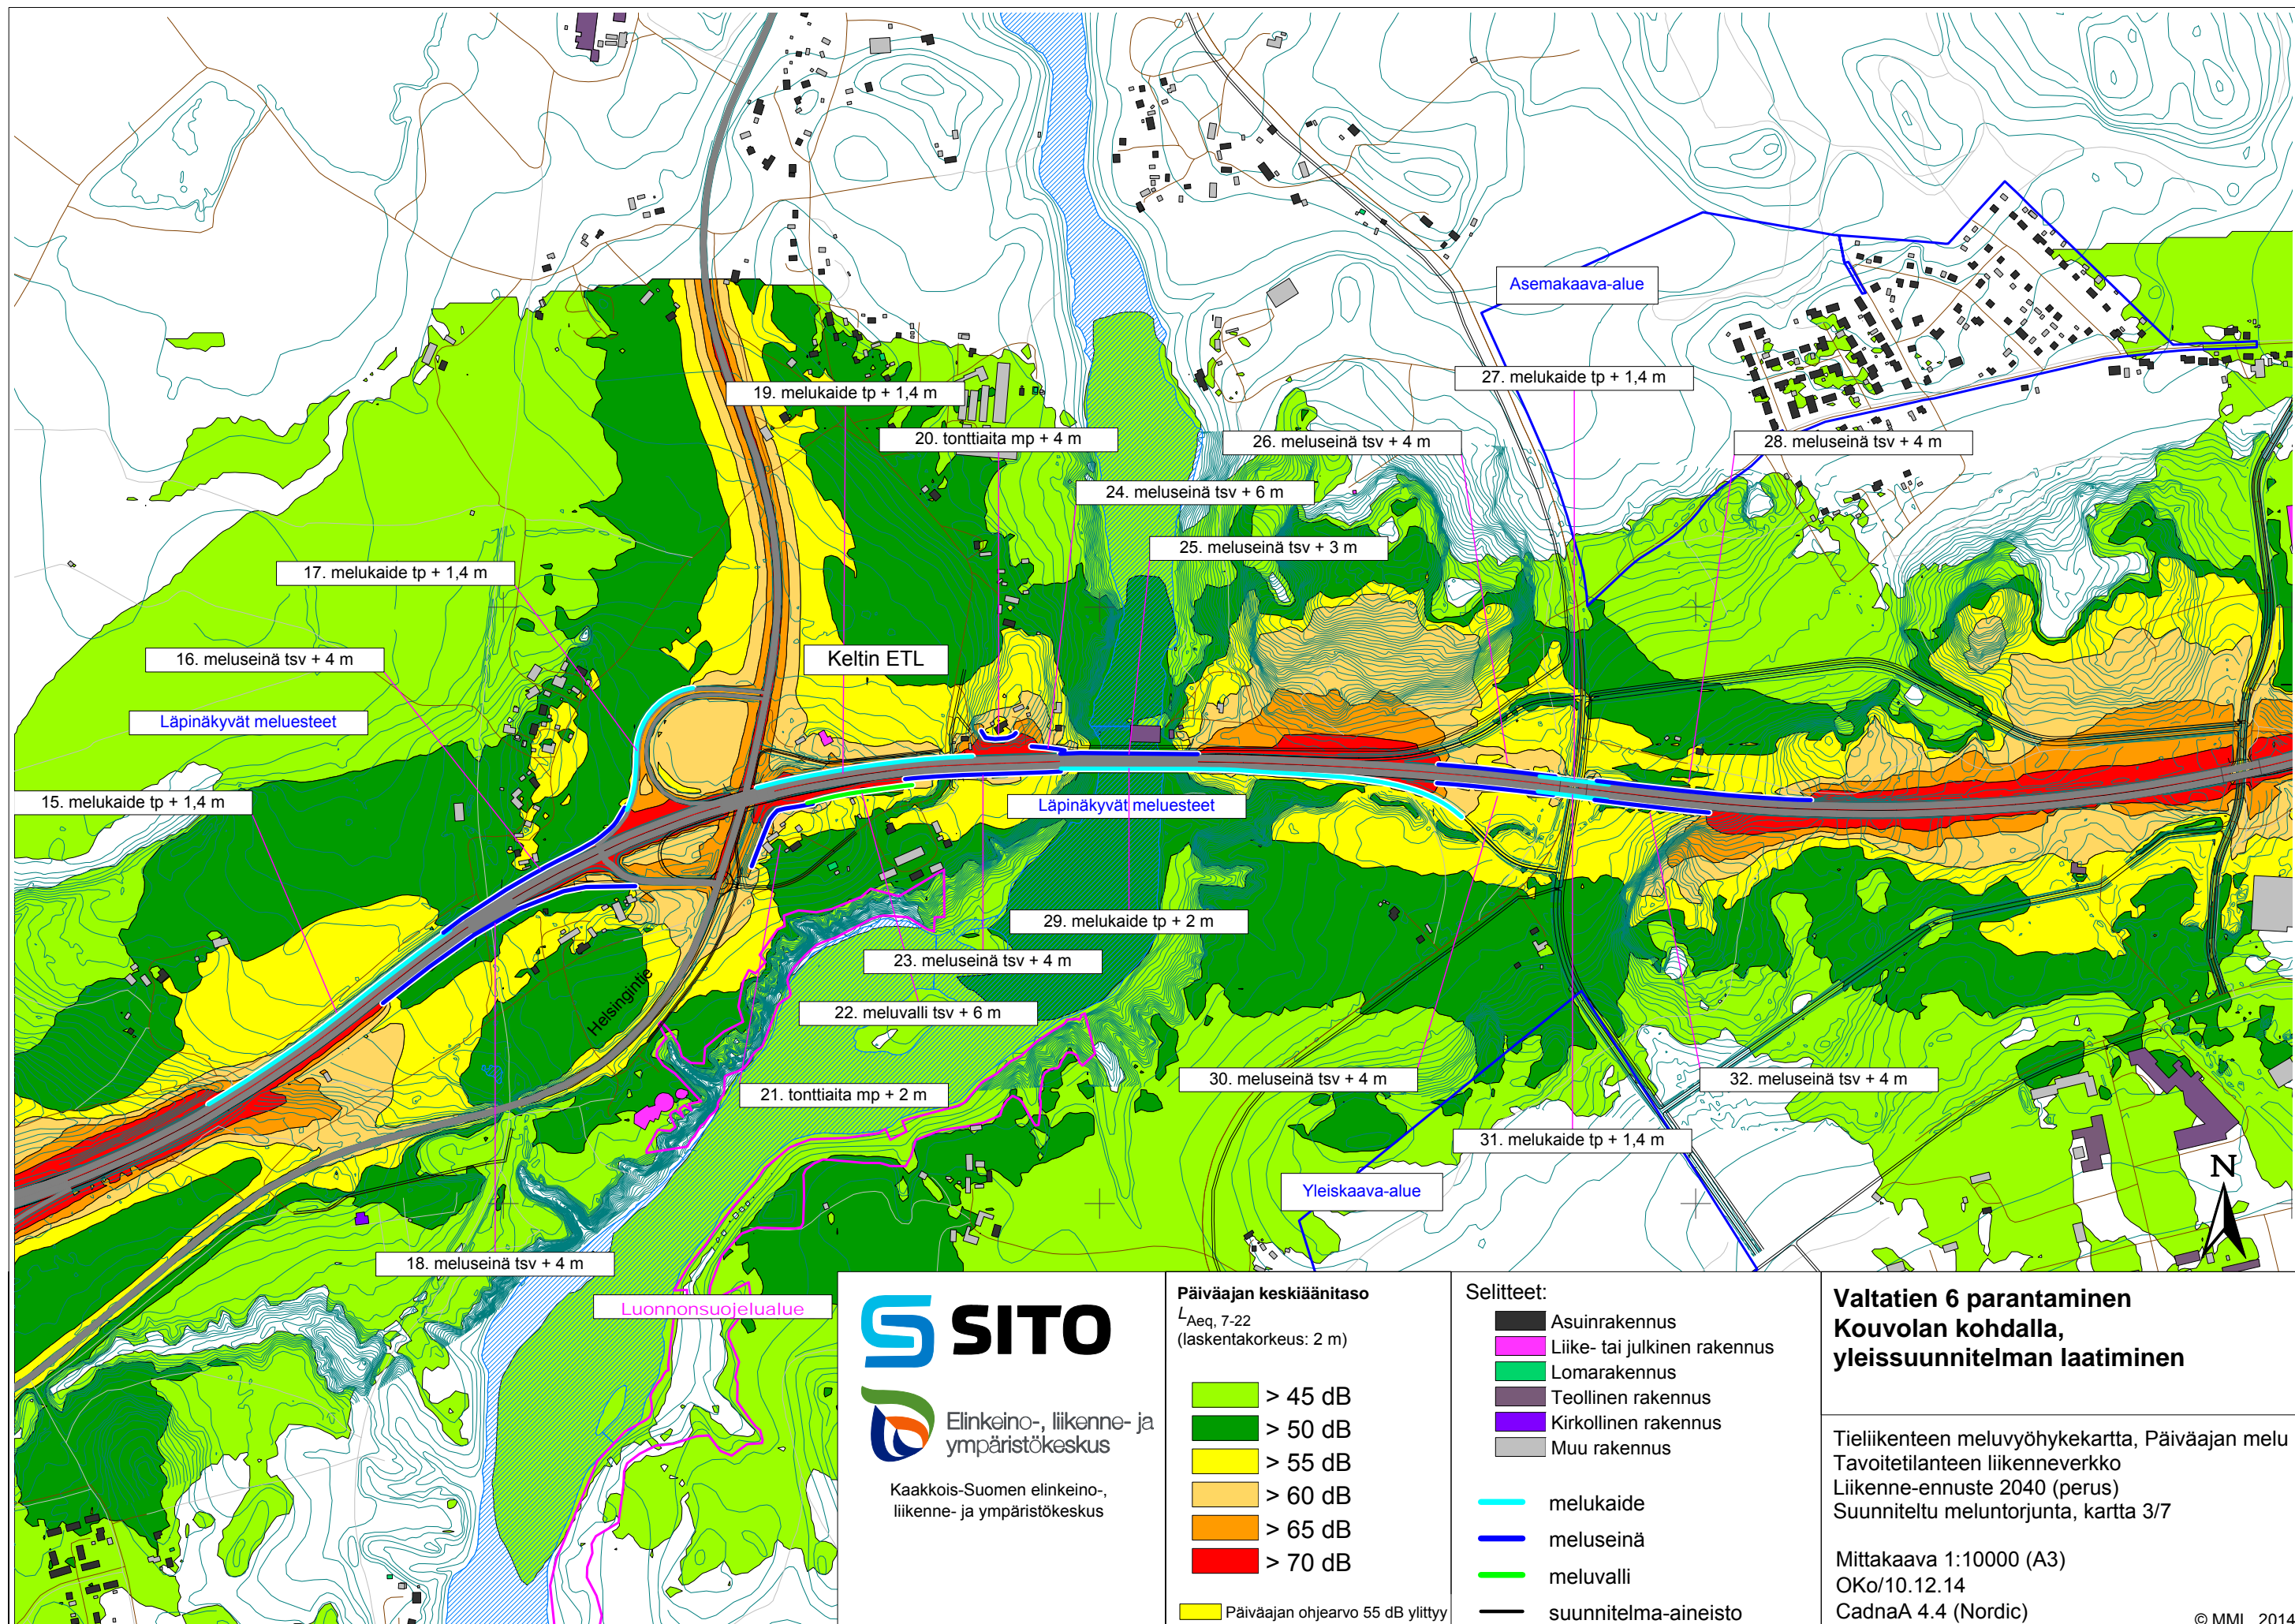 Asemakaava-alue
27. melukaide tp + 1,4 m
19. melukaide tp + 1,4 m
20. tonttiaita mp + 4 m
26. meluseinä tsv + 4 m
28. meluseinä tsv + 4 m
24. meluseinä tsv + 6 m
25. meluseinä tsv + 3 m
17. melukaide tp + 1,4 m
16. meluseinä tsv + 4 m
Keltin ETL
Läpinäkyvät meluesteet
15. melukaide tp + 1,4 m
Läpinäkyvät meluesteet
29. melukaide tp + 2 m
23. meluseinä tsv + 4 m
Helsingintie
22. meluvalli tsv + 6 m
30. meluseinä tsv + 4 m
32. meluseinä tsv + 4 m
21. tonttiaita mp + 2 m
31. melukaide tp + 1,4 m
Yleiskaava-alue
N
18. meluseinä tsv + 4 m
Luonnonsuojelualue
SITO
Elinkeino-, liikenne- ja
ympäristökeskus
Kaakkois-Suomen elinkeino-,
liikenne- ja ympäristökeskus
Päiväajan keskiäänitaso
LAeq, 7-22
(laskentakorkeus: 2 m)
> 45 dB
> 50 dB
> 55 dB
> 60 dB
> 65 dB
> 70 dB
Päiväajan ohjearvo 55 dB ylittyy
Selitteet:
Asuinrakennus
Liike- tai julkinen rakennus
Lomarakennus
Teollinen rakennus
Kirkollinen rakennus
Muu rakennus
melukaide
meluseinä
meluvalli
suunnitelma-aineisto
Valtatien 6 parantaminen
Kouvolan kohdalla,
yleissuunnitelman laatiminen
Tieliikenteen meluvyöhykekartta, Päiväajan melu
Tavoitetilanteen liikenneverkko
Liikenne-ennuste 2040 (perus)
Suunniteltu meluntorjunta, kartta 3/7
Mittakaava 1:10000 (A3)
OKo/10.12.14
CadnaA 4.4 (Nordic)
© MML, 2014